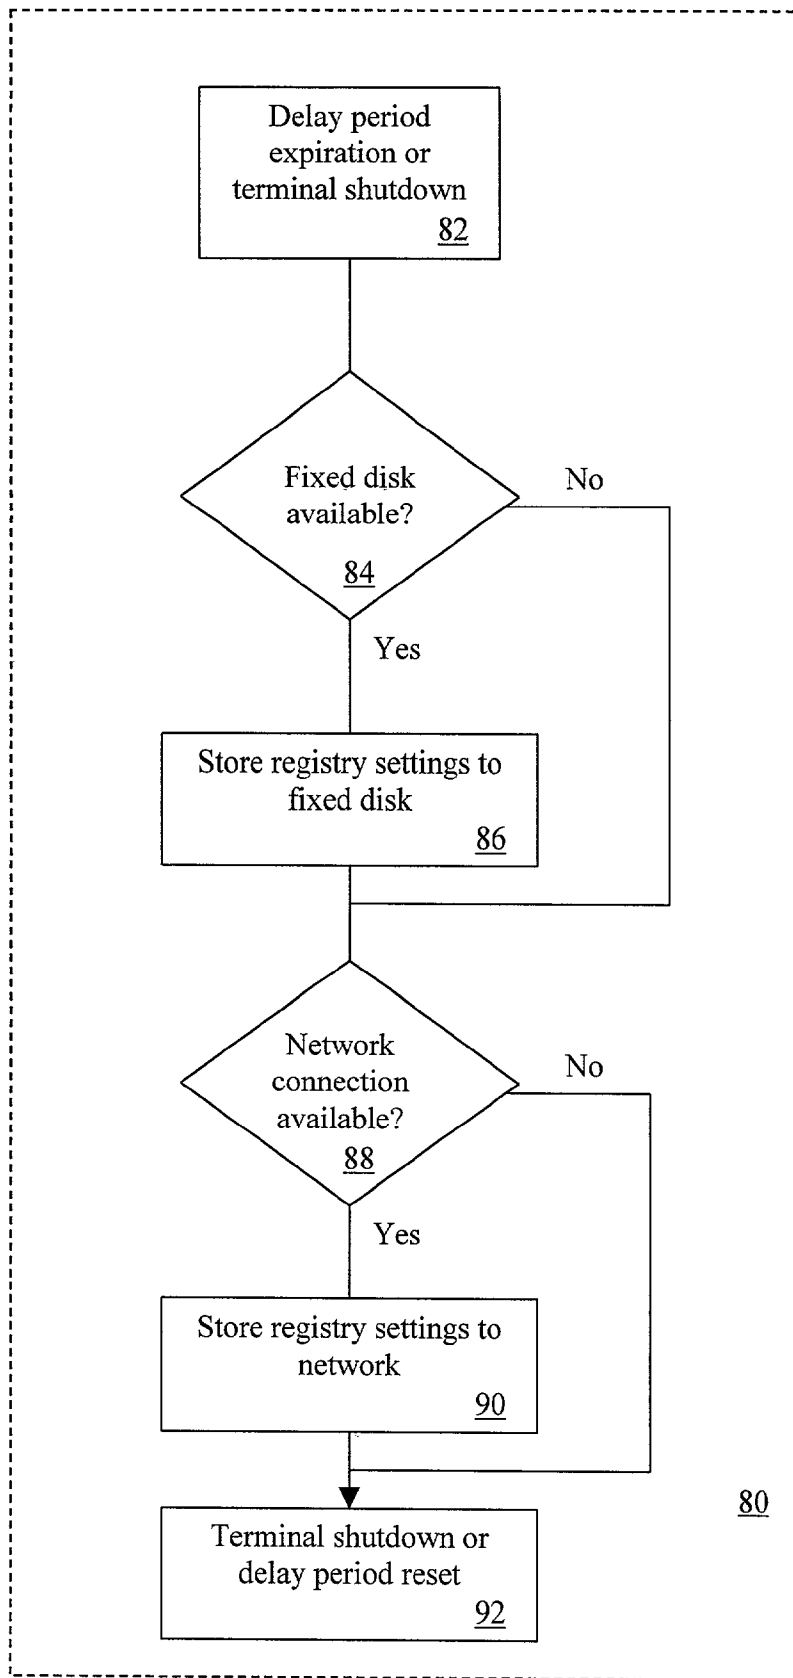 Delay period
expiration or
terminal shutdown
82
Fixed disk
available?
84
No
Yes
Store registry settings to
fixed disk
86
Network
connection
available?
88
No
Yes
Store registry settings to
network
90
80
Terminal shutdown or
delay period reset
92